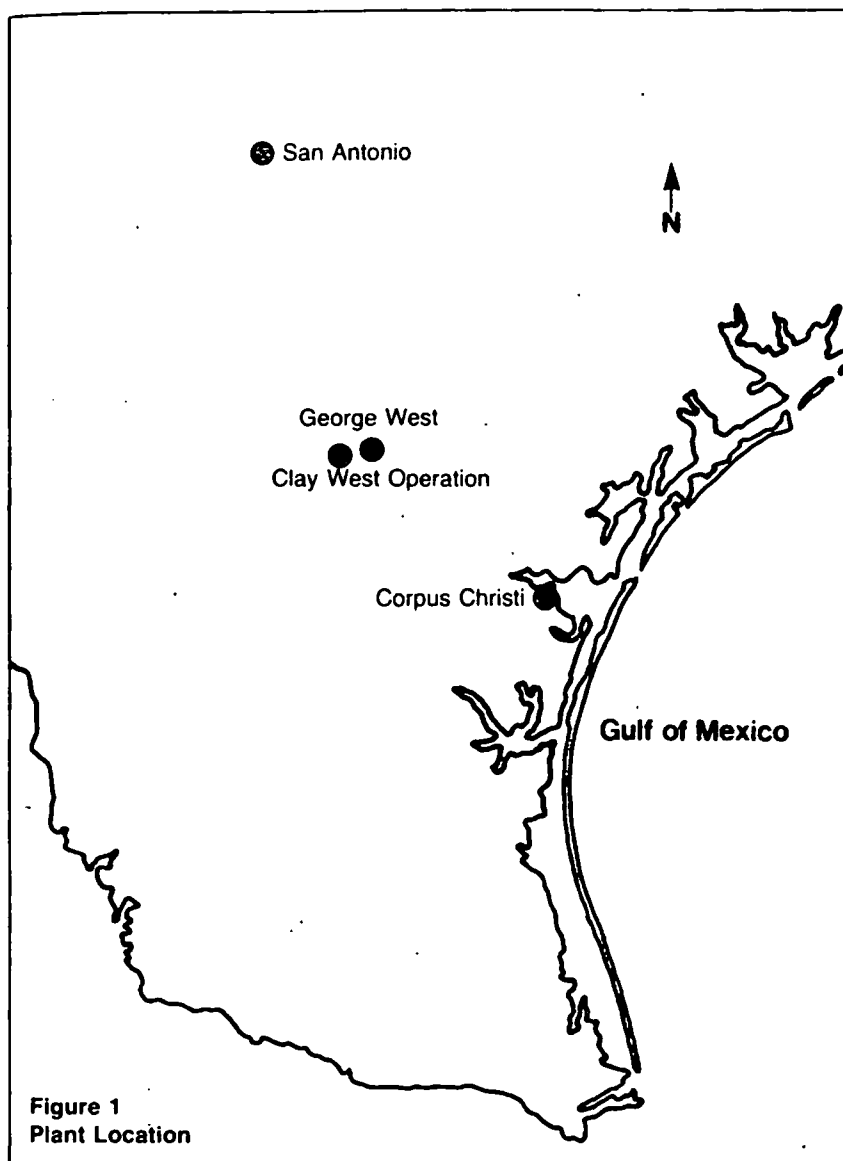 San Antonio
N
George West
Clay West Operation
Corpus Christi
Gulf of Mexico
Figure 1
Plant Location